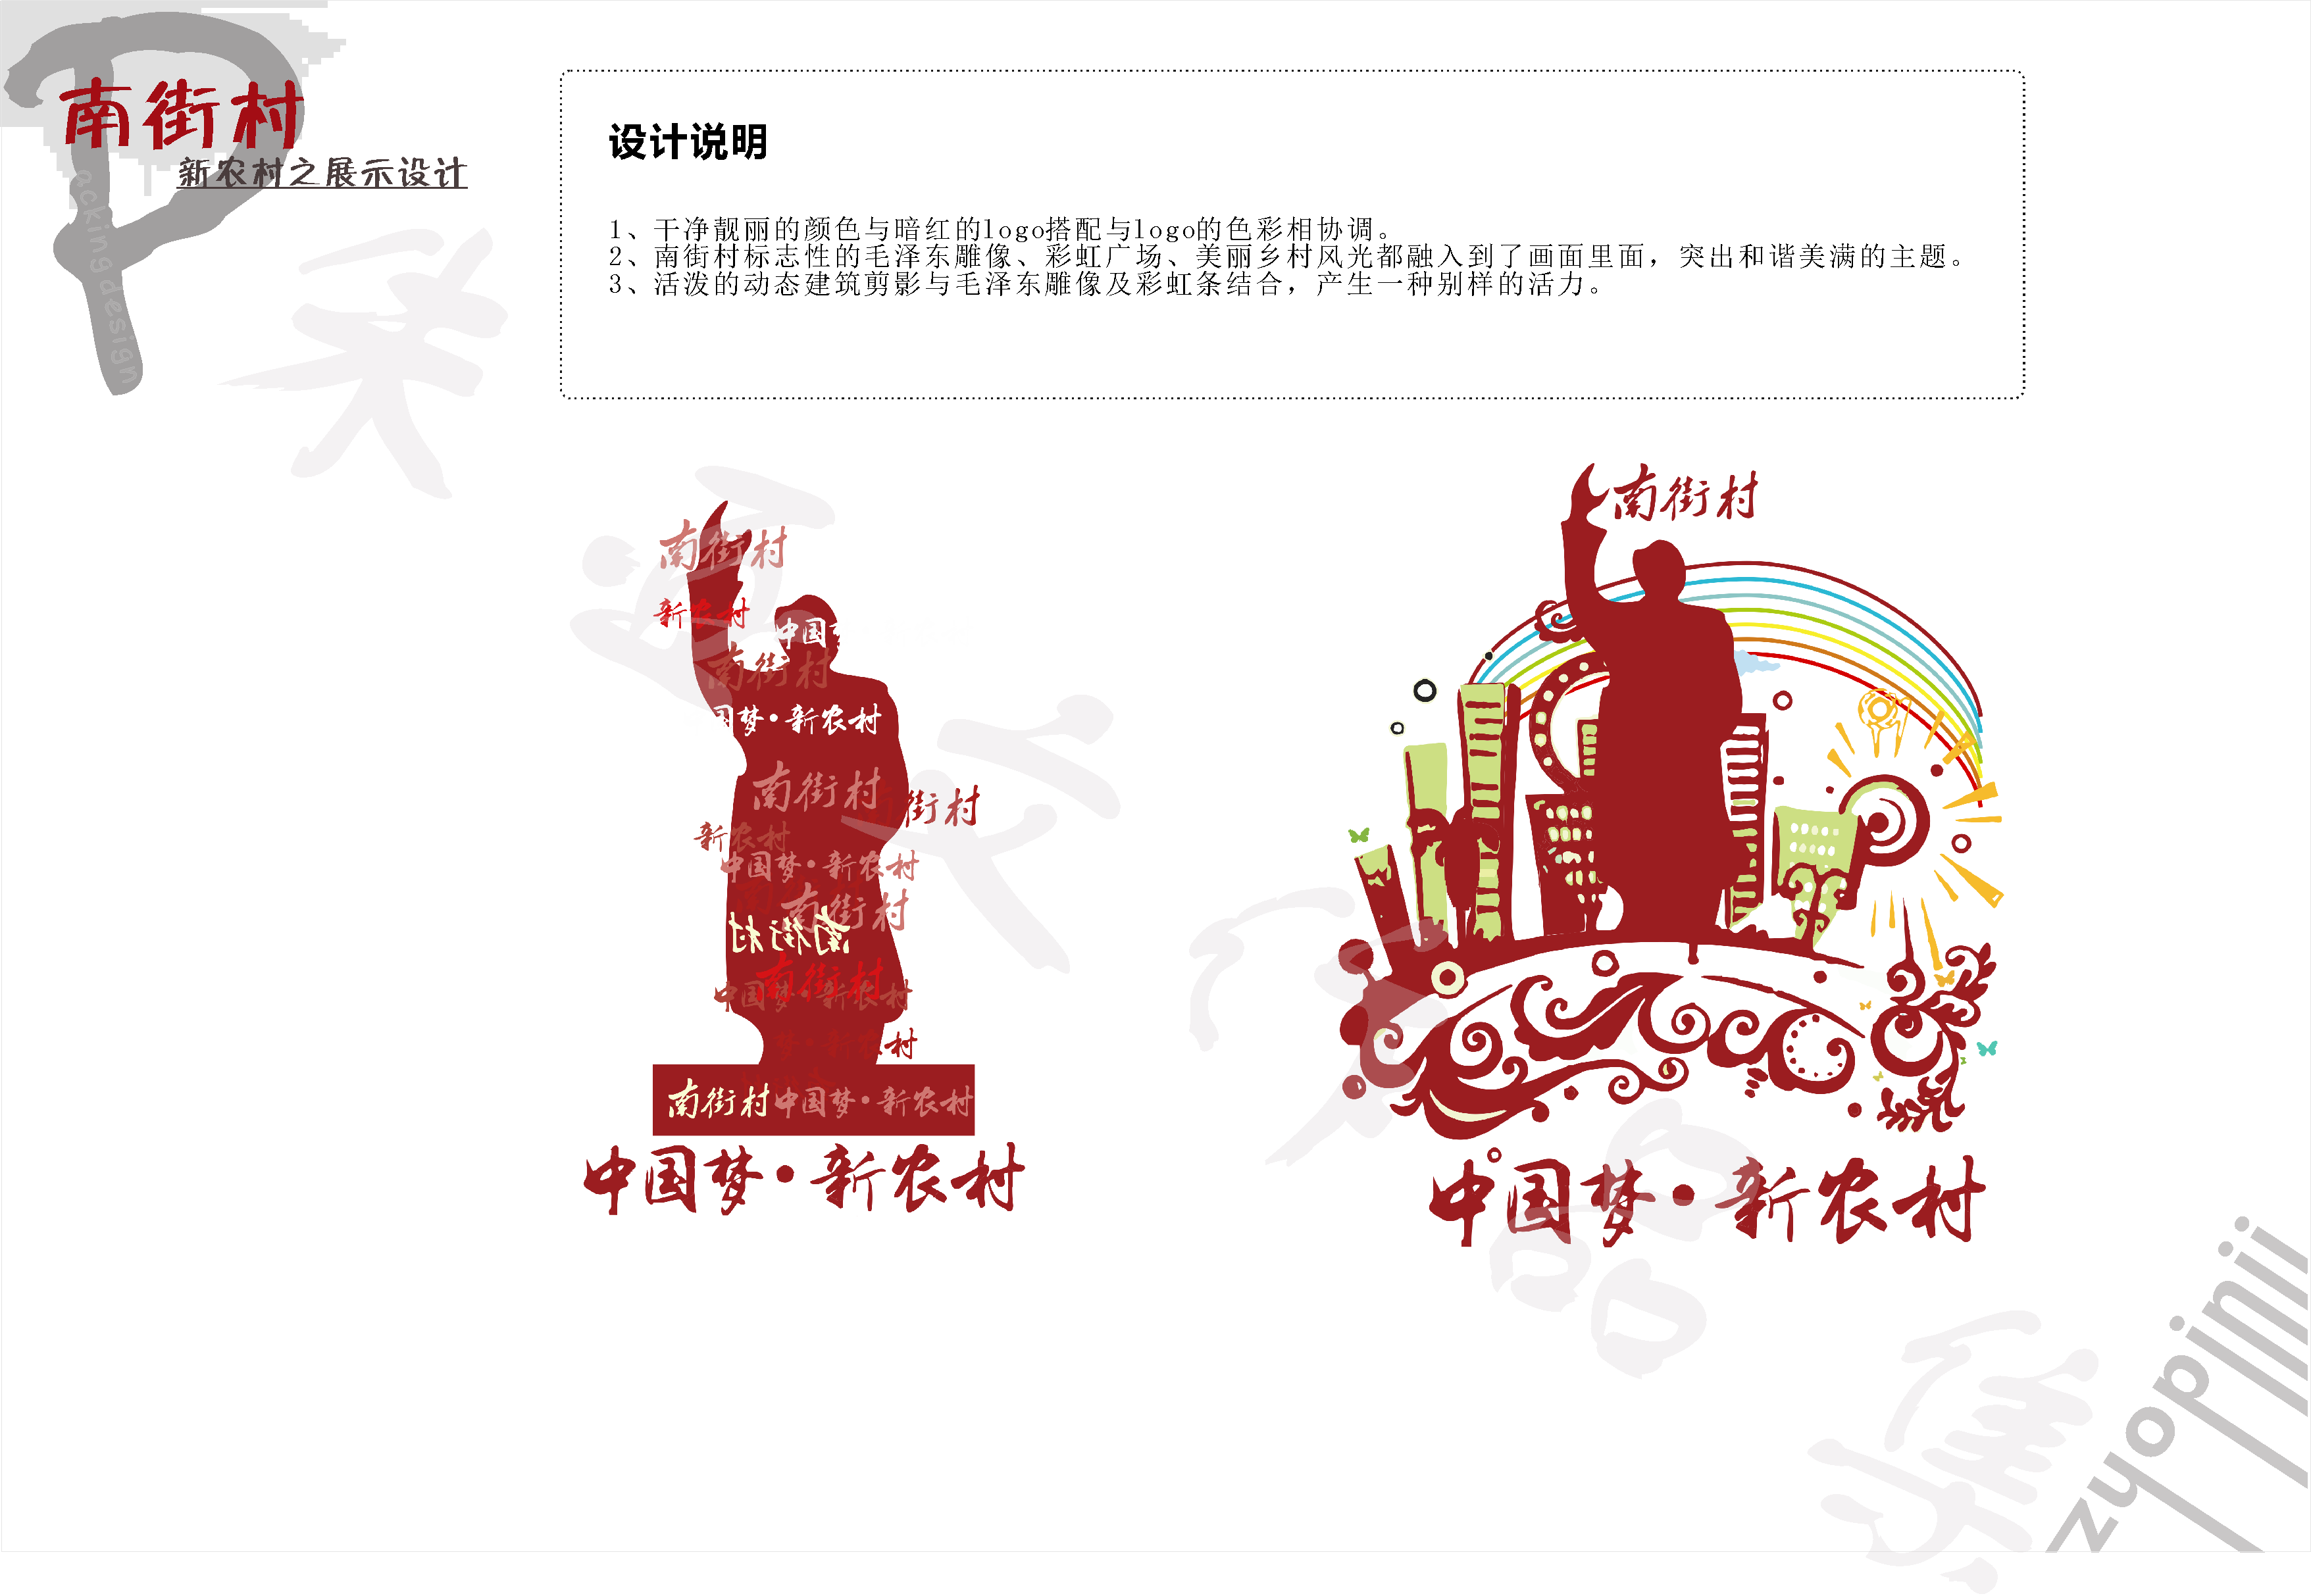 南街村
新农村之展示设计
acking design
设计说明
1、干净靓丽的颜色与暗红的logo搭配与logo的色彩相协调。
2、南街村标志性的毛泽东雕像、彩虹广场、美丽乡村风光都融入到了画面里面，突出和谐美满的主题。
3、活泼的动态建筑剪影与毛泽东雕像及彩虹条结合，产生一种别样的活力。
南街村
新农村
中国
南街村
国梦·新农村
南街村
街村
新农村
中国梦·新农村
南街村
南街村
南街村
中国梦·新农村
梦·新农村
南街村
中国梦·新农村
中国梦·新农村
南街村
中国梦·新农村
品
集
zuopinji